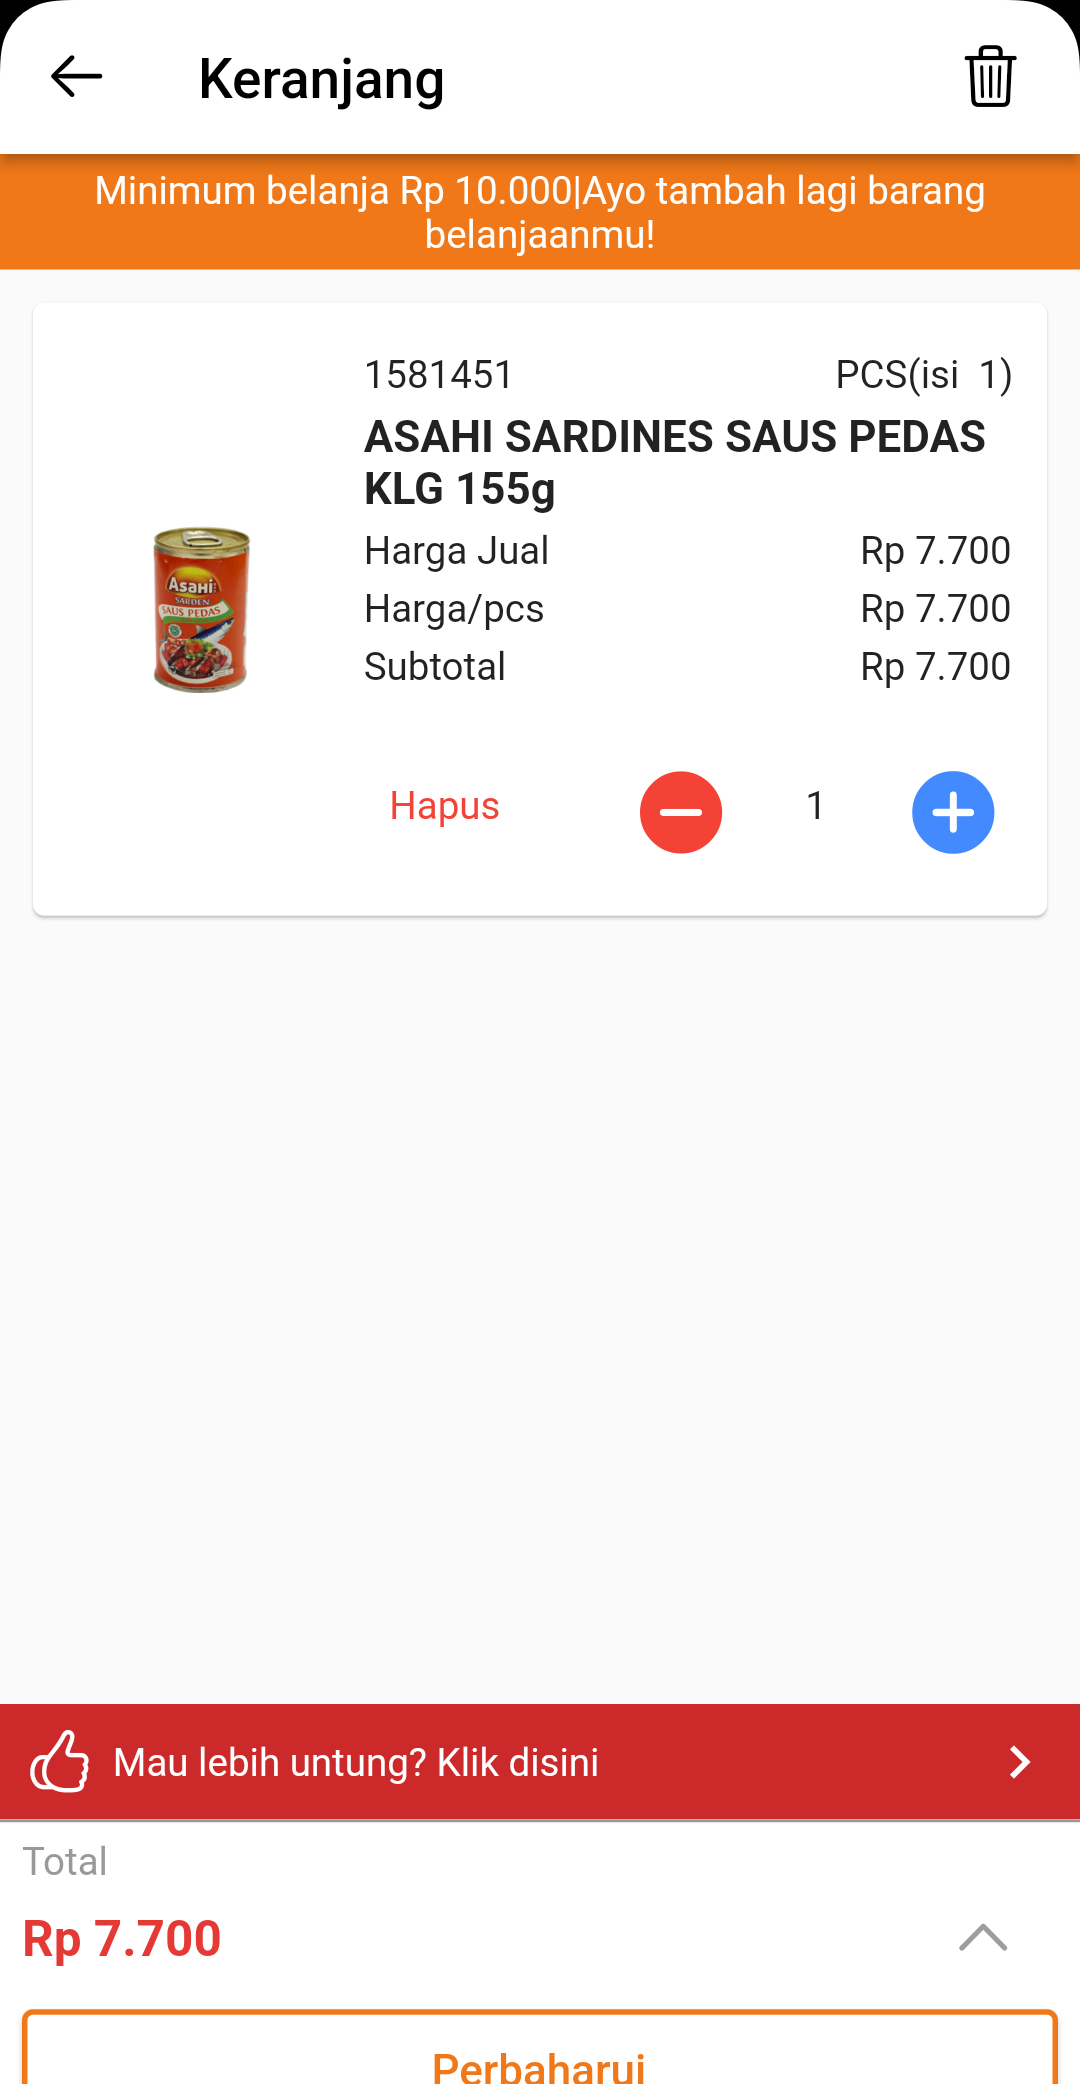 Keranjang
Minimum belanja Rp 10.000|Ayo tambah lagi barang
belanjaanmu!
1581451 PCS(isi 1)
ASAHI SARDINES SAUS PEDAS
KLG 155g
Asahi
SARDEN
SAUS PEDAS
Harga Jual Rp 7.700
Harga/pcs Rp 7.700
Subtotal Rp 7.700
Hapus 1
Mau lebih untung? Klik disini
Total
Rp 7.700
Perbaharui